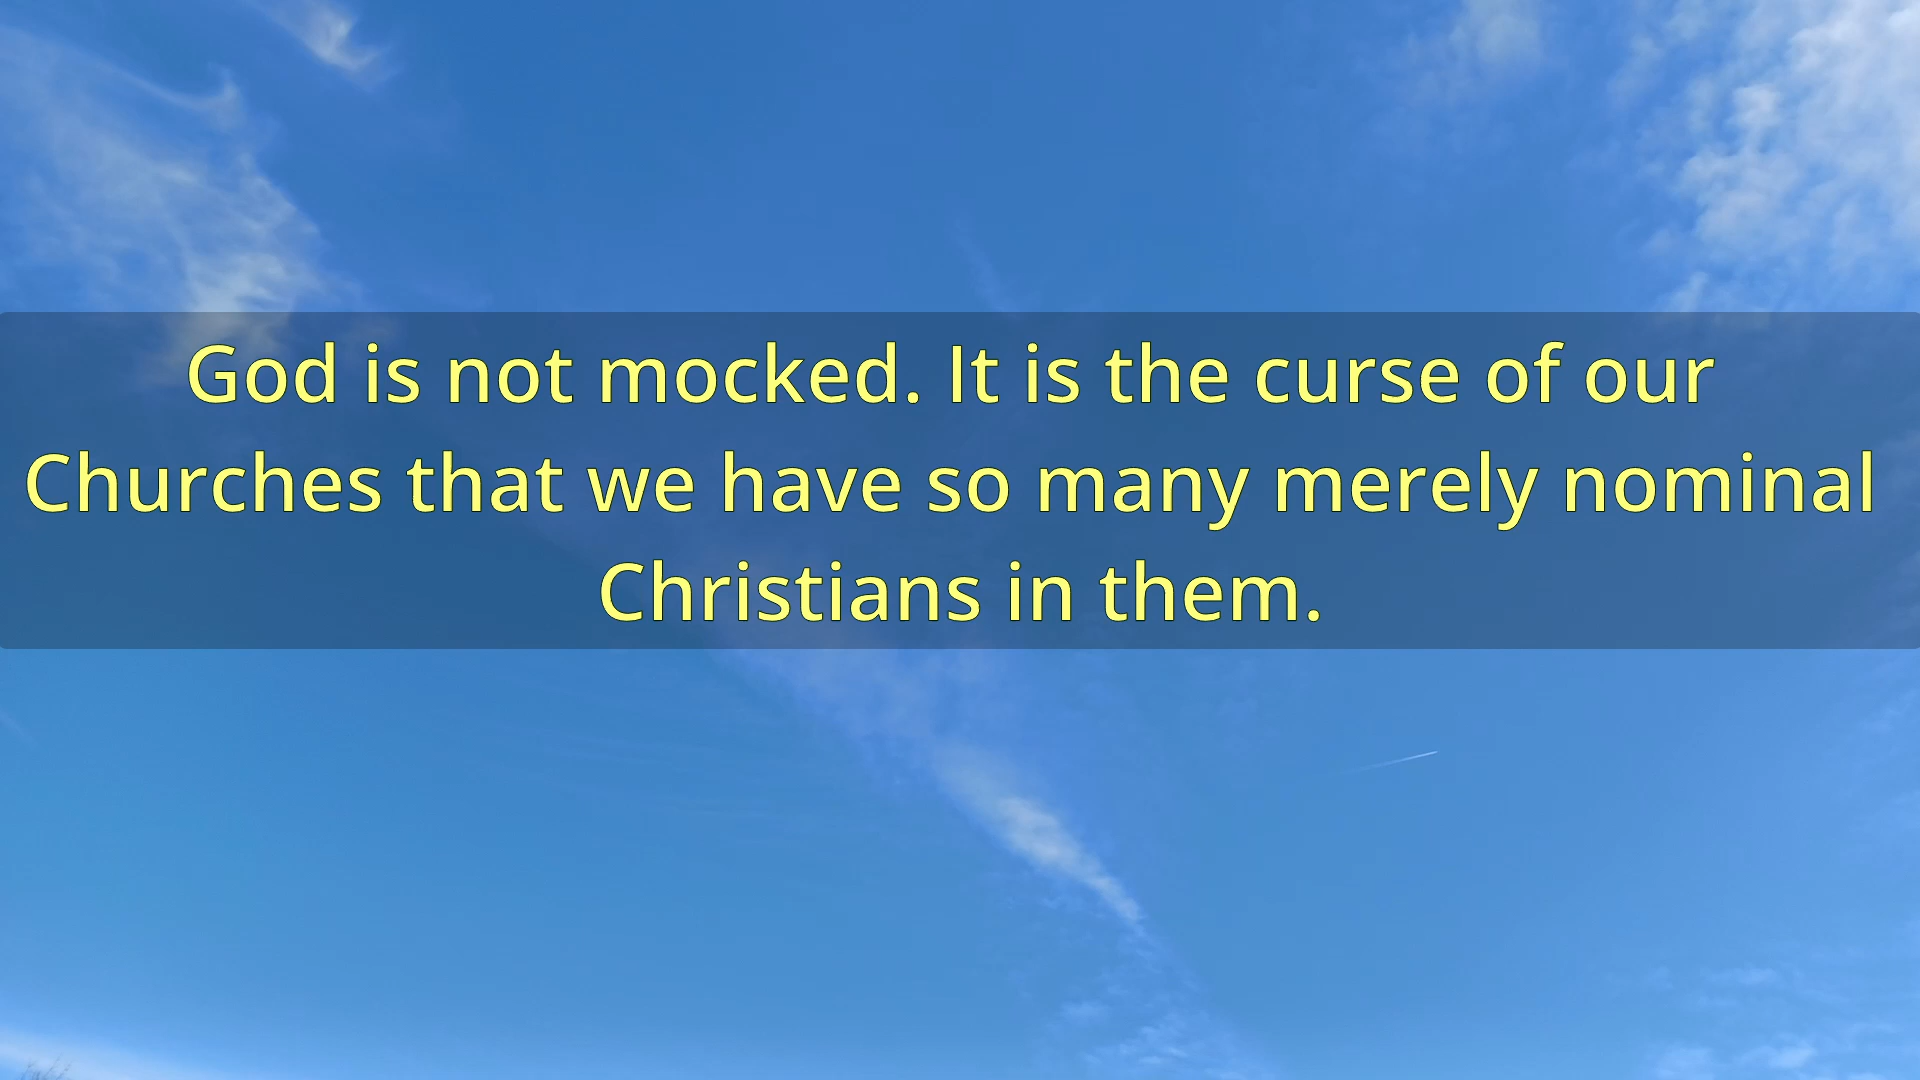 God is not mocked. It is the curse of our
Churches that we have so many merely nominal
Christians in them.